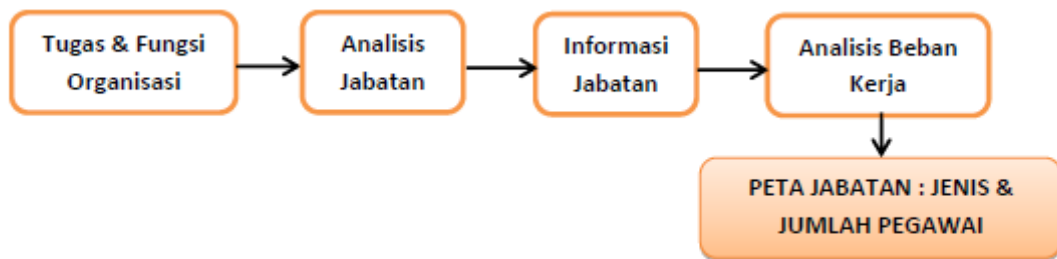 Tugas & Fungsi
Organisasi
Analisis
Jabatan
Informasi
Jabatan
Analisis Beban
Kerja
PETA JABATAN : JENIS &
JUMLAH PEGAWAI